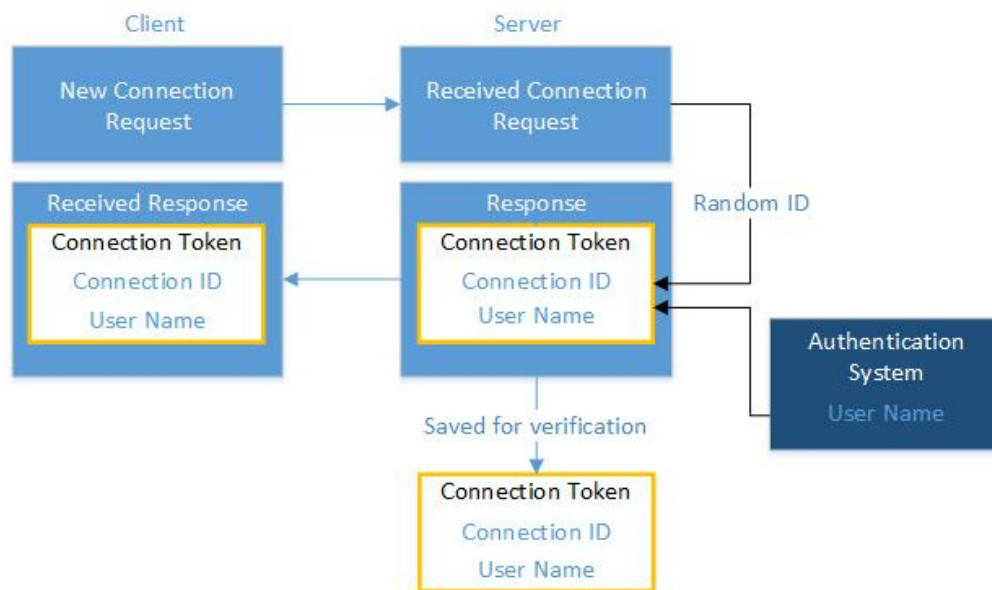 Client
Server
New Connection
Request
Received Connection
Request
Received Response
Connection Token
Connection ID
User Name
Response
Connection Token
Connection ID
User Name
Random ID
Authentication
System
User Name
Saved for verification
Connection Token
Connection ID
User Name